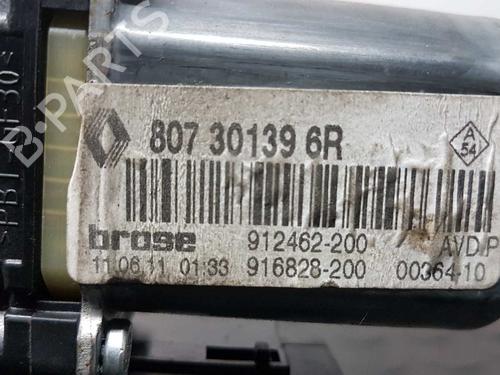 807 30139 6R
A
54
brose
912462-200
AVD.P
11.06.11 01:33
916828-200
00364-10
B-PARTS